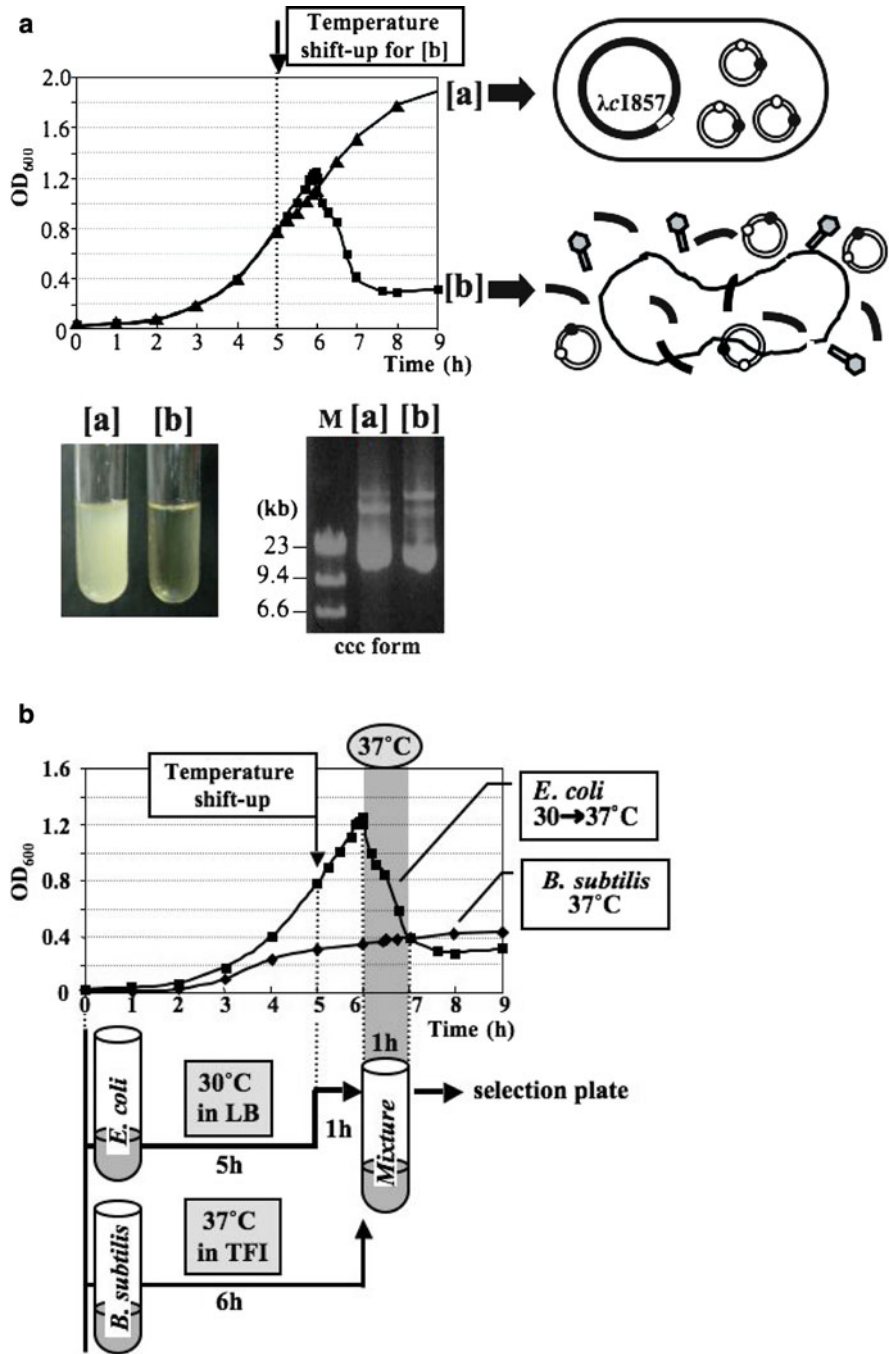 a
Temperature
shift-up for [b]
2.0
1.6
1.2
0.8
0.4
0
OD600
0 1 2 3 4 5 6 7 8 9
Time (h)
[a]
λcI857
[b]
[a] [b]
M [a] [b]
(kb)
23
9.4
6.6
ccc form
b
37°C
Temperature
shift-up
1.6
1.2
0.8
0.4
0
OD600
E. coli
30→37°C
B. subtilis
37°C
0 1 2 3 4 5 6 7 8 9
Time (h)
1h
E. coli
30°C
in LB
5h
1h
Mixture
selection plate
B. subtilis
37°C
in TFI
6h